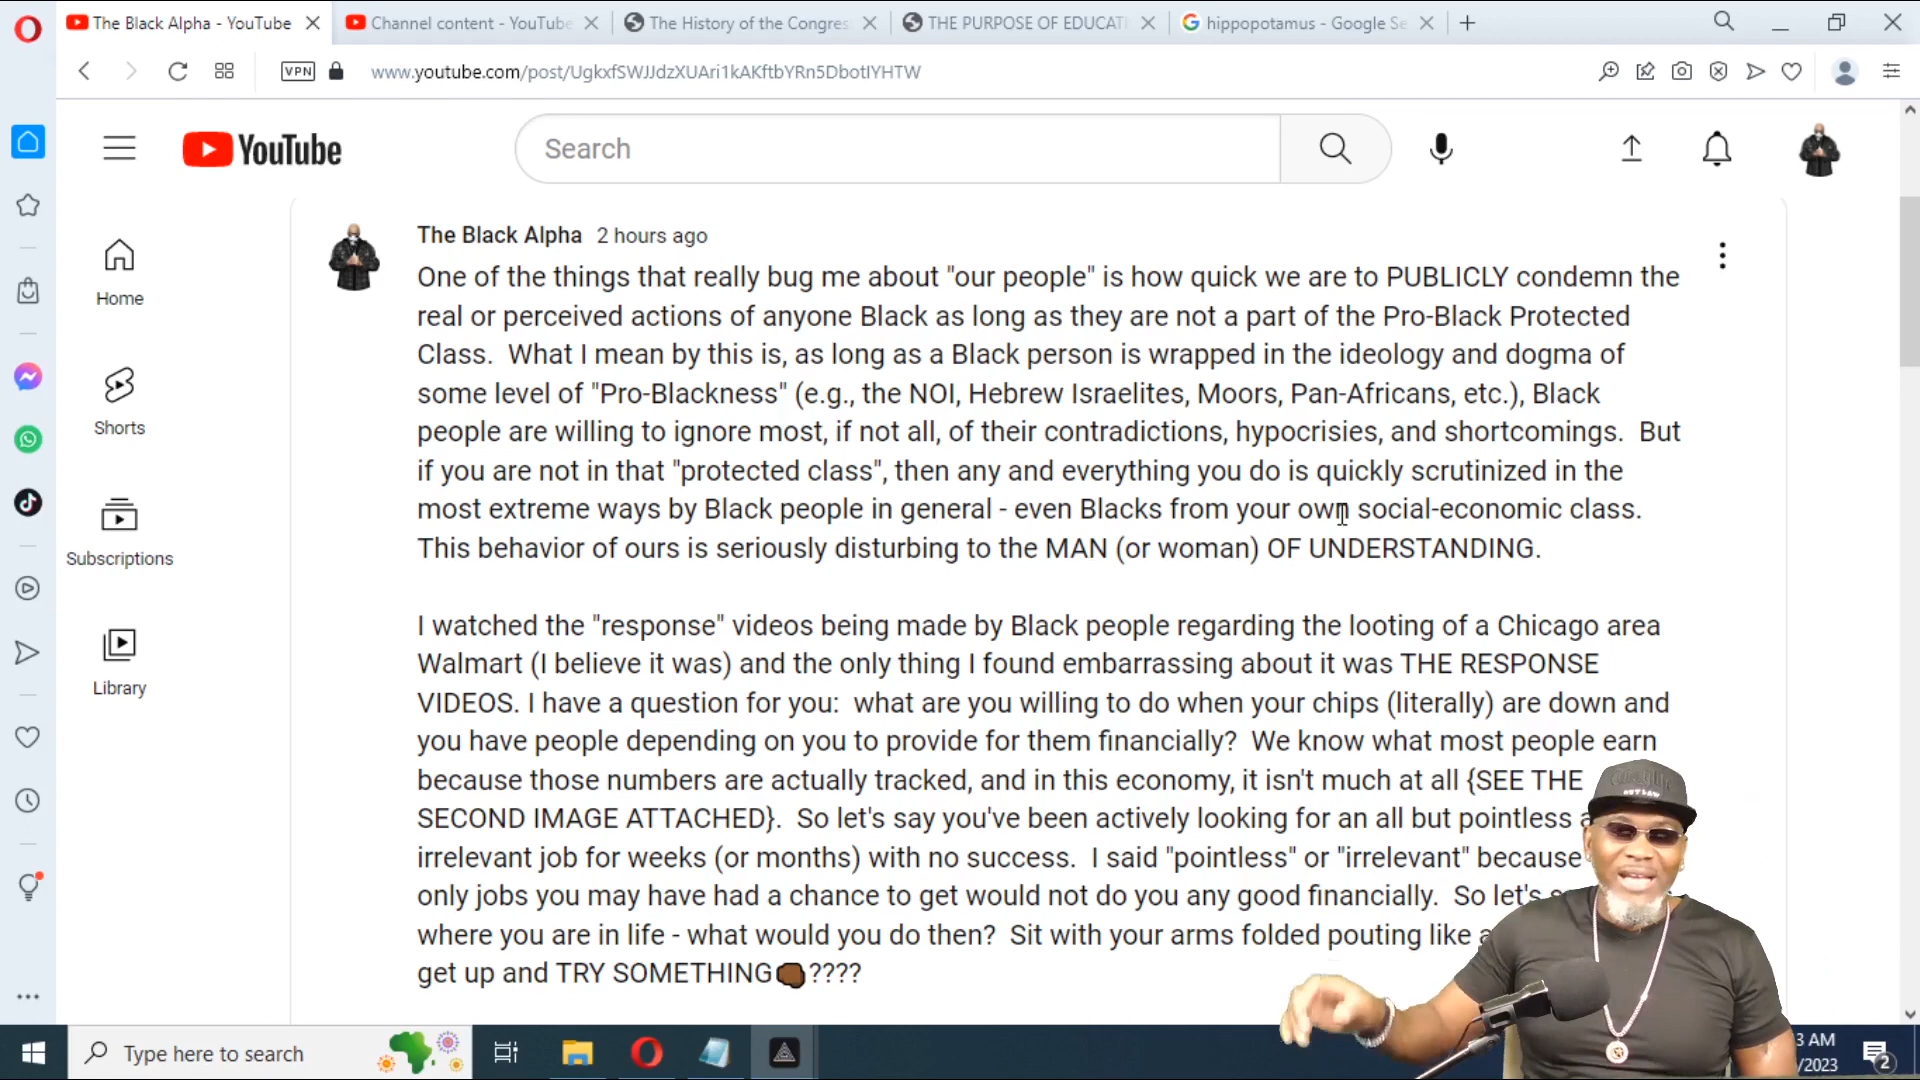 The Black Alpha - YouTube
Channel content - YouTube
The History of the Congres
THE PURPOSE OF EDUCATI
hippopotamus - Google Se
VPN
www.youtube.com/post/UgkxfSWJJdzXUAri1kAKftbYRn5DbotIYHTW
YouTube
Search
The Black Alpha 2 hours ago
One of the things that really bug me about "our people" is how quick we are to PUBLICLY condemn the
real or perceived actions of anyone Black as long as they are not a part of the Pro-Black Protected
Class.  What I mean by this is, as long as a Black person is wrapped in the ideology and dogma of
some level of "Pro-Blackness" (e.g., the NOI, Hebrew Israelites, Moors, Pan-Africans, etc.), Black
people are willing to ignore most, if not all, of their contradictions, hypocrisies, and shortcomings.  But
if you are not in that "protected class", then any and everything you do is quickly scrutinized in the
most extreme ways by Black people in general - even Blacks from your own social-economic class.
This behavior of ours is seriously disturbing to the MAN (or woman) OF UNDERSTANDING.
I watched the "response" videos being made by Black people regarding the looting of a Chicago area
Walmart (I believe it was) and the only thing I found embarrassing about it was THE RESPONSE
VIDEOS. I have a question for you:  what are you willing to do when your chips (literally) are down and
you have people depending on you to provide for them financially?  We know what most people earn
because those numbers are actually tracked, and in this economy, it isn't much at all {SEE THE
SECOND IMAGE ATTACHED}.  So let's say you've been actively looking for an all but pointless
irrelevant job for weeks (or months) with no success.  I said "pointless" or "irrelevant" because
only jobs you may have had a chance to get would not do you any good financially.  So let's
where you are in life - what would you do then?  Sit with your arms folded pouting like
get up and TRY SOMETHING????
Home
Shorts
Subscriptions
Library
OUTLAW
Type here to search
3 AM
/2023
2